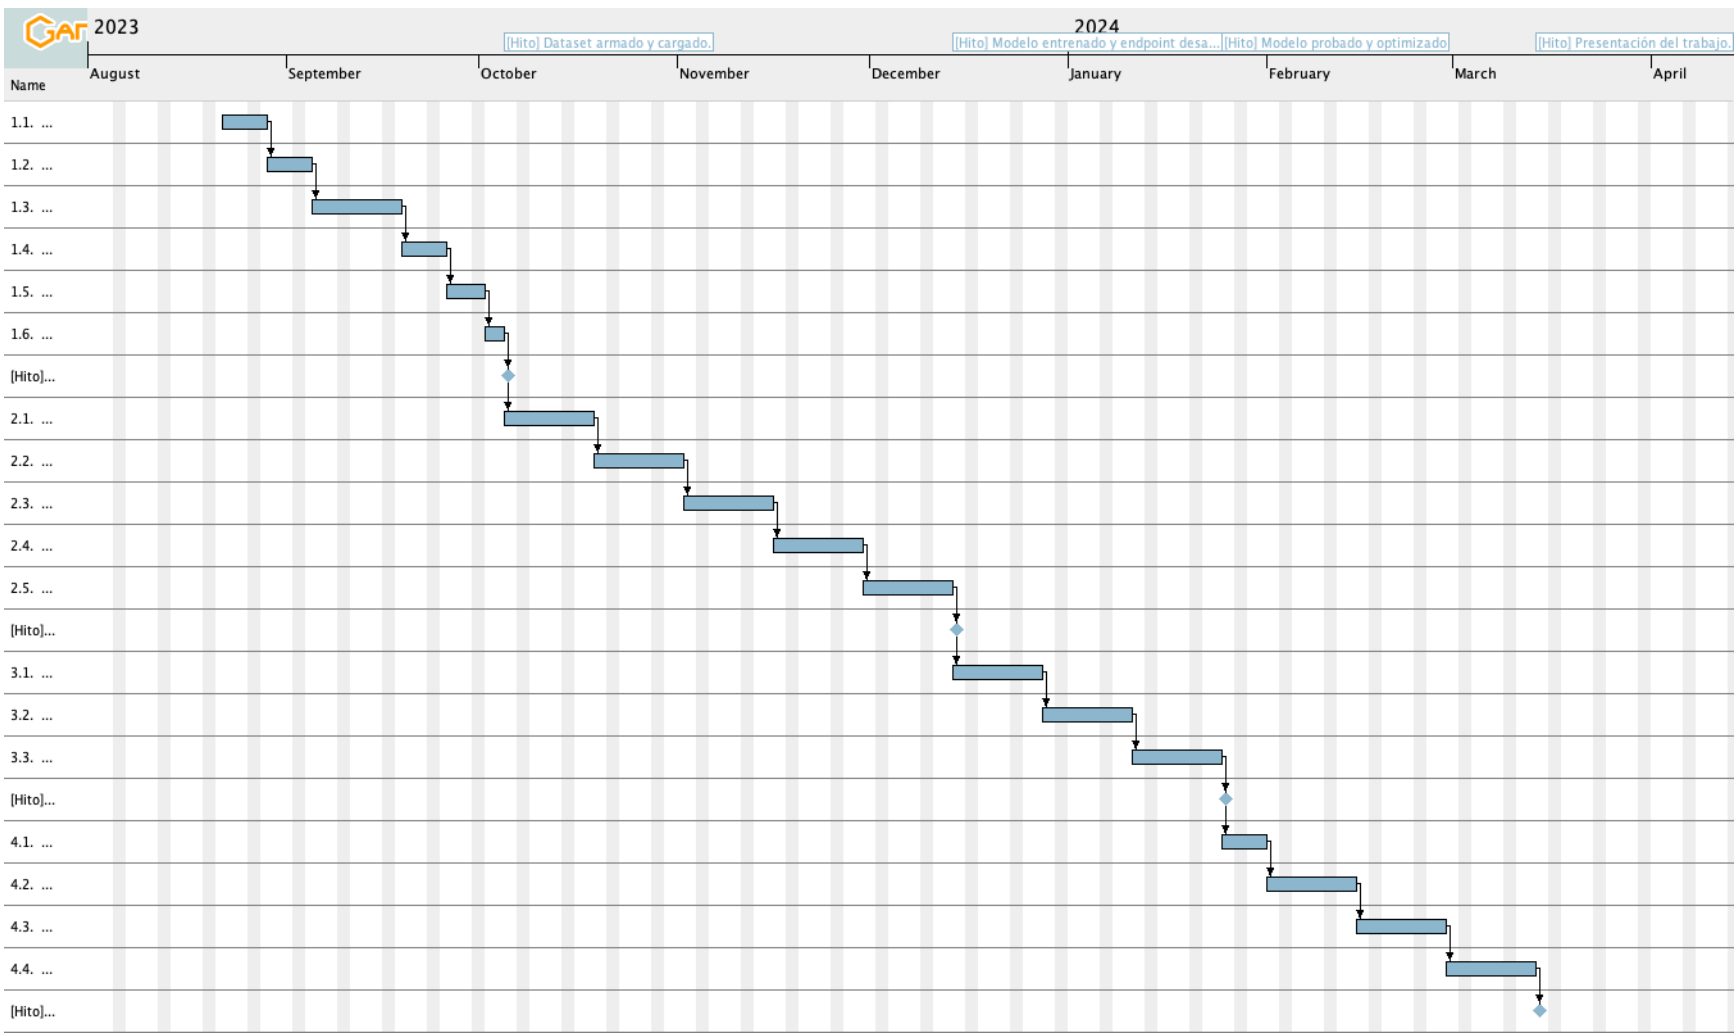 GAN
2023
2024
[Hito] Dataset armado y cargado.
[Hito] Modelo entrenado y endpoint desa...
[Hito] Modelo probado y optimizado
[Hito] Presentación del trabajo.
August
September
October
November
December
January
February
March
April
Name
1.1. ...
1.2. ...
1.3. ...
1.4. ...
1.5. ...
1.6. ...
[Hito]...
2.1. ...
2.2. ...
2.3. ...
2.4. ...
2.5. ...
[Hito]...
3.1. ...
3.2. ...
3.3. ...
[Hito]...
4.1. ...
4.2. ...
4.3. ...
4.4. ...
[Hito]...